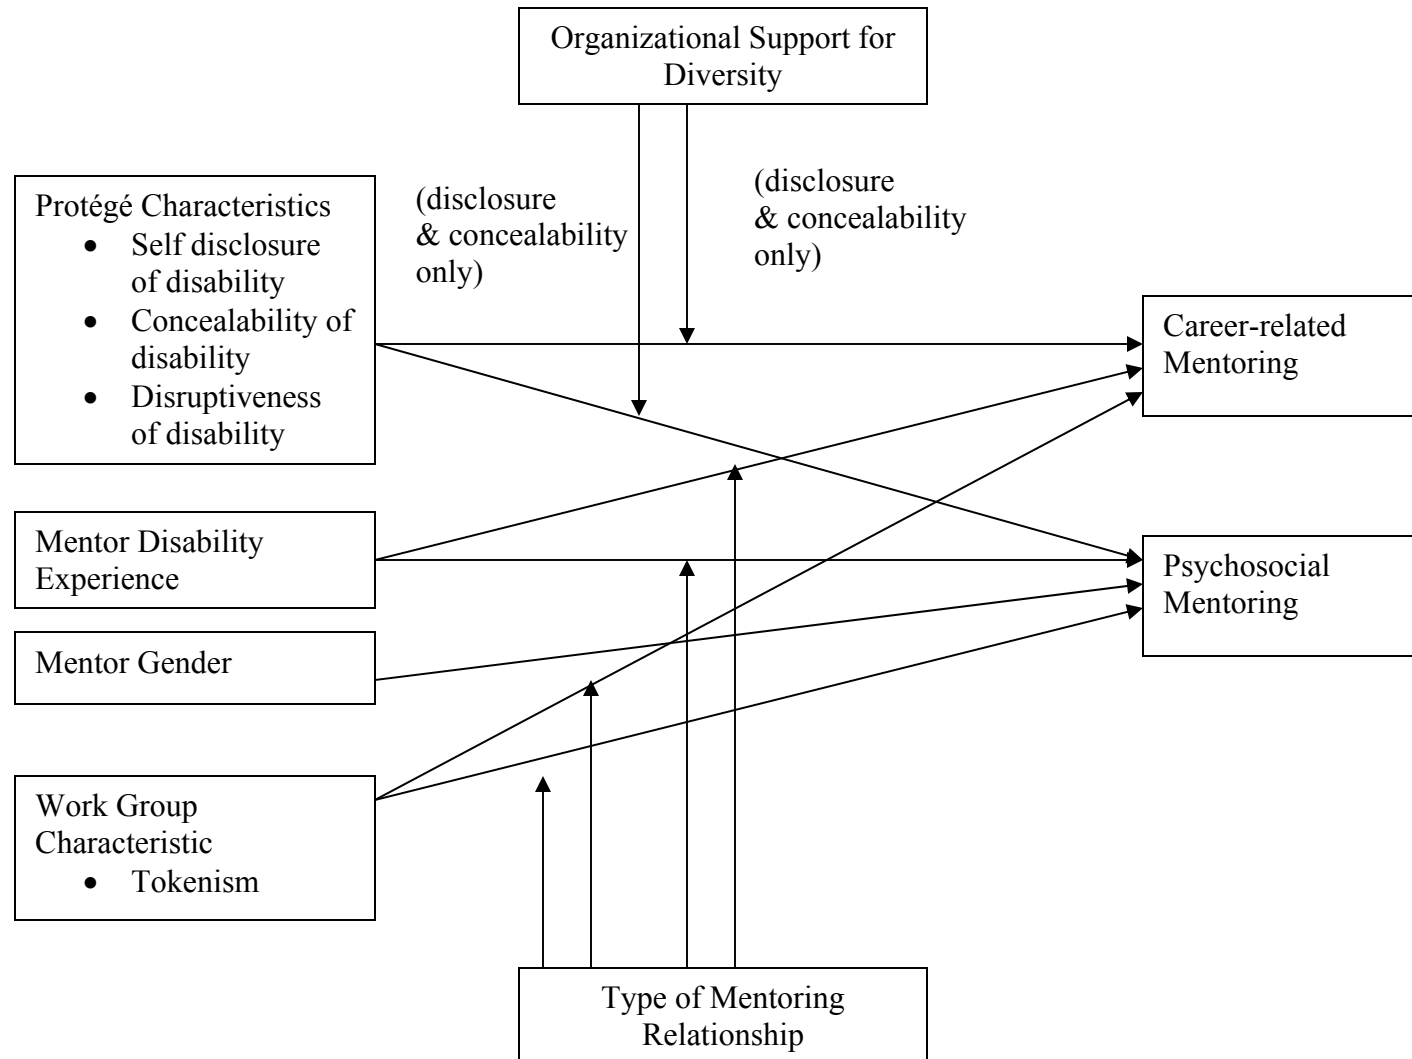 Organizational Support for
Diversity
Protégé Characteristics
• Self disclosure
of disability
• Concealability of
disability
• Disruptiveness
of disability
(disclosure
& concealability
only)
(disclosure
& concealability
only)
Career-related
Mentoring
Mentor Disability
Experience
Psychosocial
Mentoring
Mentor Gender
Work Group
Characteristic
• Tokenism
Type of Mentoring
Relationship